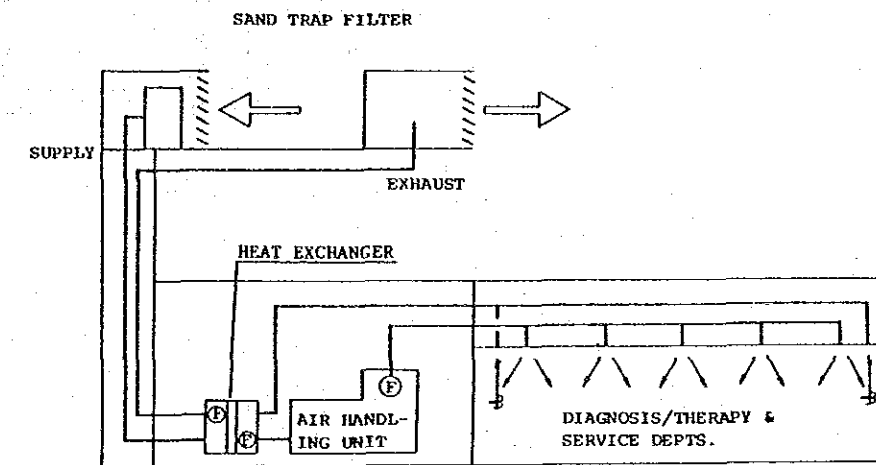 SAND TRAP FILTER
SUPPLY
EXHAUST
HEAT EXCHANGER
F
F
F
AIR HANDL-
ING UNIT
DIAGNOSIS/THERAPY &
SERVICE DEPTS.